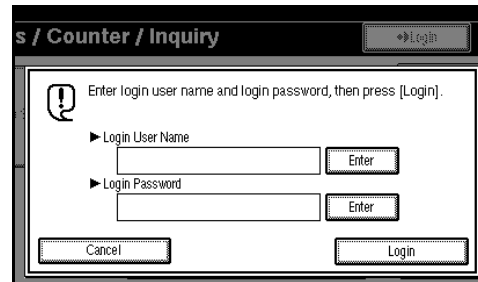 s / Counter / Inquiry
Login
Enter login user name and login password, then press [Login].
►Login User Name
Enter
►Login Password
Enter
Cancel
Login